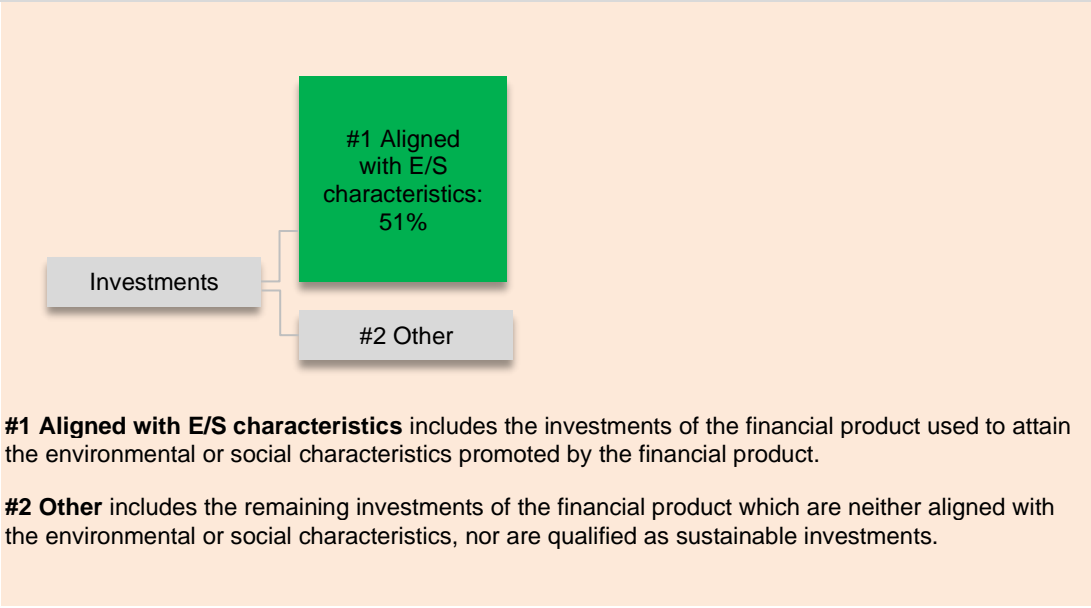 #1 Aligned
with E/S
characteristics:
51%
Investments
#2 Other
#1 Aligned with E/S characteristics includes the investments of the financial product used to attain
the environmental or social characteristics promoted by the financial product.
#2 Other includes the remaining investments of the financial product which are neither aligned with
the environmental or social characteristics, nor are qualified as sustainable investments.